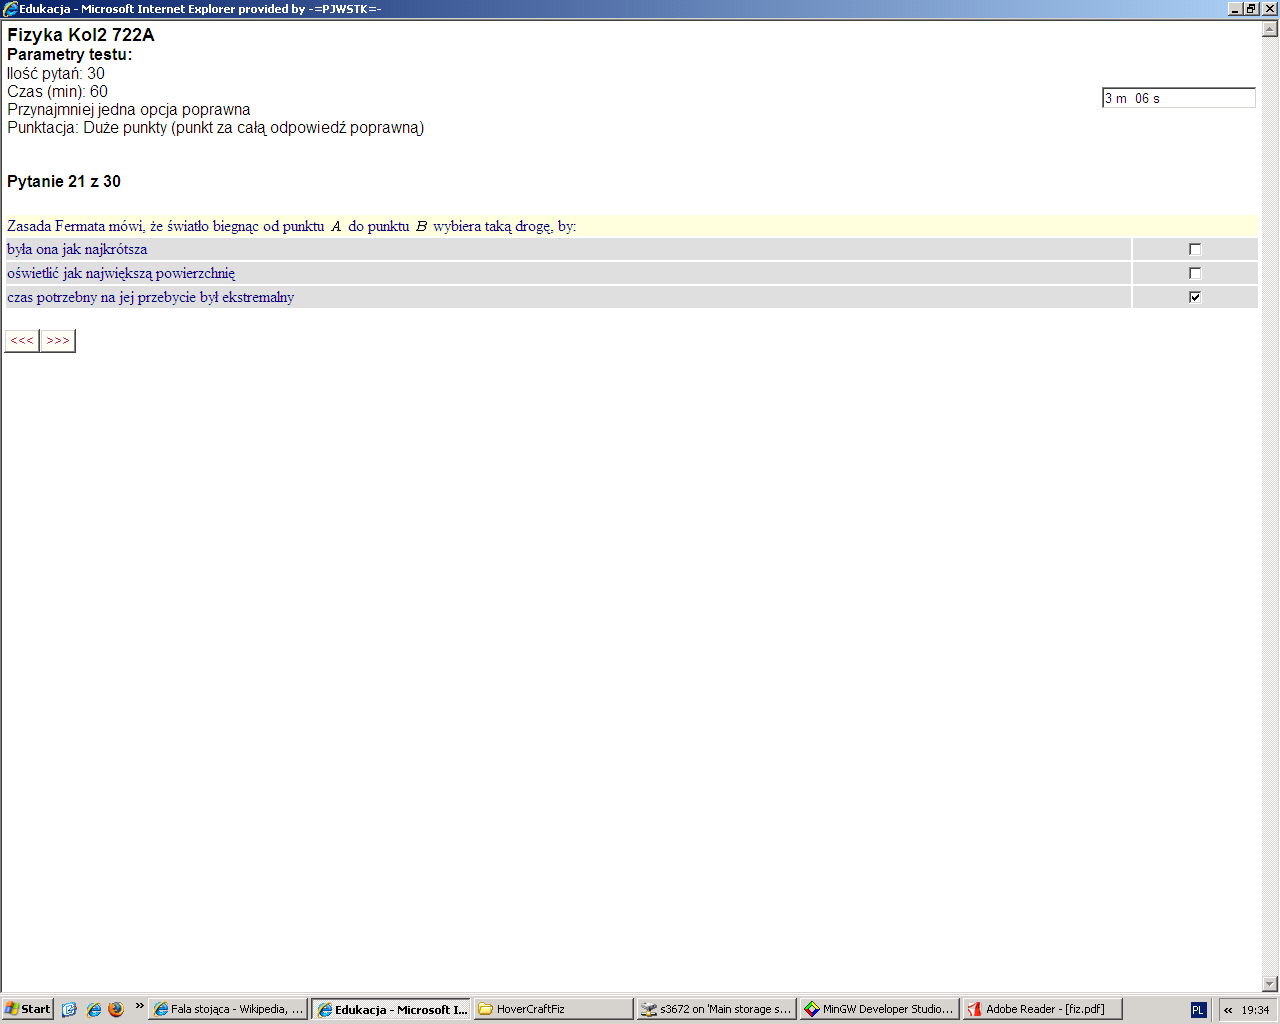 Edukacja - Microsoft Internet Explorer provided by -=PJWSTK=-
Fizyka Kol2 722A
Parametry testu:
Ilość pytań: 30
Czas (min): 60
3 m  06 s
Przynajmniej jedna opcja poprawna
Punktacja: Duże punkty (punkt za całą odpowiedź poprawną)
Pytanie 21 z 30
Zasada Fermata mówi, że światło biegnąc od punktu A do punktu B wybiera taką drogę, by:
była ona jak najkrótsza
oświetlić jak największą powierzchnię
czas potrzebny na jej przebycie był ekstremalny
<<< >>>
Start » Fala stojąca - Wikipedia, ... Edukacja - Microsoft I... HoverCraftFiz s3672 on 'Main storage s... MinGW Developer Studio... Adobe Reader - [fiz.pdf] PL « 19:34